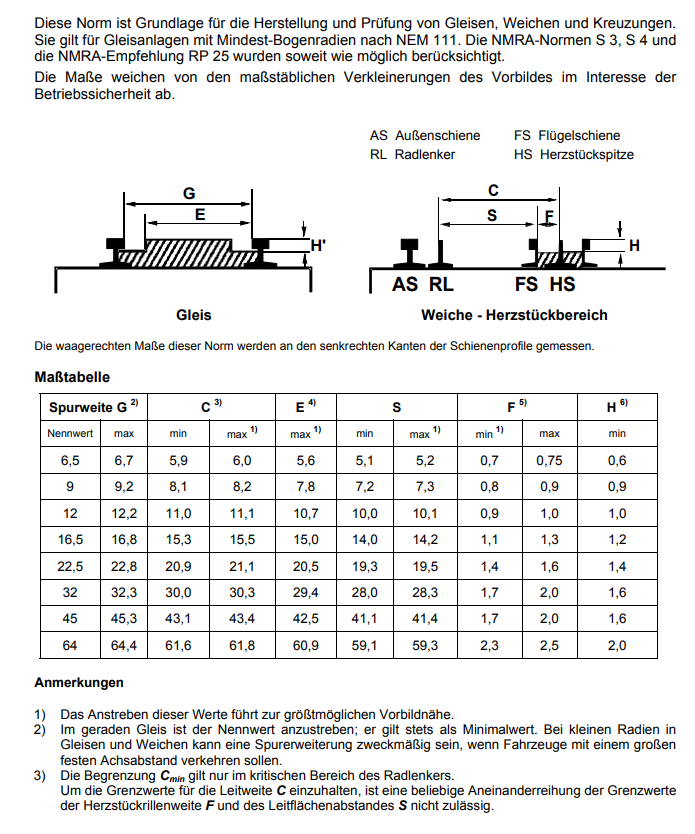 Diese Norm ist Grundlage für die Herstellung und Prüfung von Gleisen, Weichen und Kreuzungen.
Sie gilt für Gleisanlagen mit Mindest-Bogenradien nach NEM 111. Die NMRA-Normen S 3, S 4 und
die NMRA-Empfehlung RP 25 wurden soweit wie möglich berücksichtigt.
Die Maße weichen von den maßstäblichen Verkleinerungen des Vorbildes im Interesse der
Betriebssicherheit ab.
AS Außenschiene FS Flügelschiene
RL Radlenker HS Herzstückspitze
G
E
H'
C
S F
H
AS RL FS HS
Gleis
Weiche - Herzstückbereich
Die waagerechten Maße dieser Norm werden an den senkrechten Kanten der Schienenprofile gemessen.
Maßtabelle
Spurweite G 2) C 3) E 4) S F 5) H 6)
Nennwert max min max 1) max 1) min max 1) min 1) max min
6,5 6,7 5,9 6,0 5,6 5,1 5,2 0,7 0,75 0,6
9 9,2 8,1 8,2 7,8 7,2 7,3 0,8 0,9 0,9
12 12,2 11,0 11,1 10,7 10,0 10,1 0,9 1,0 1,0
16,5 16,8 15,3 15,5 15,0 14,0 14,2 1,1 1,3 1,2
22,5 22,8 20,9 21,1 20,5 19,3 19,5 1,4 1,6 1,4
32 32,3 30,0 30,3 29,4 28,0 28,3 1,7 2,0 1,6
45 45,3 43,1 43,4 42,5 41,1 41,4 1,7 2,0 1,6
64 64,4 61,6 61,8 60,9 59,1 59,3 2,3 2,5 2,0
Anmerkungen
1) Das Anstreben dieser Werte führt zur größtmöglichen Vorbildnähe.
2) Im geraden Gleis ist der Nennwert anzustreben; er gilt stets als Minimalwert. Bei kleinen Radien in
Gleisen und Weichen kann eine Spurerweiterung zweckmäßig sein, wenn Fahrzeuge mit einem großen
festen Achsabstand verkehren sollen.
3) Die Begrenzung Cmin gilt nur im kritischen Bereich des Radlenkers.
Um die Grenzwerte für die Leitweite C einzuhalten, ist eine beliebige Aneinanderreihung der Grenzwerte
der Herzstückrillenweite F und des Leitflächenabstandes S nicht zulässig.